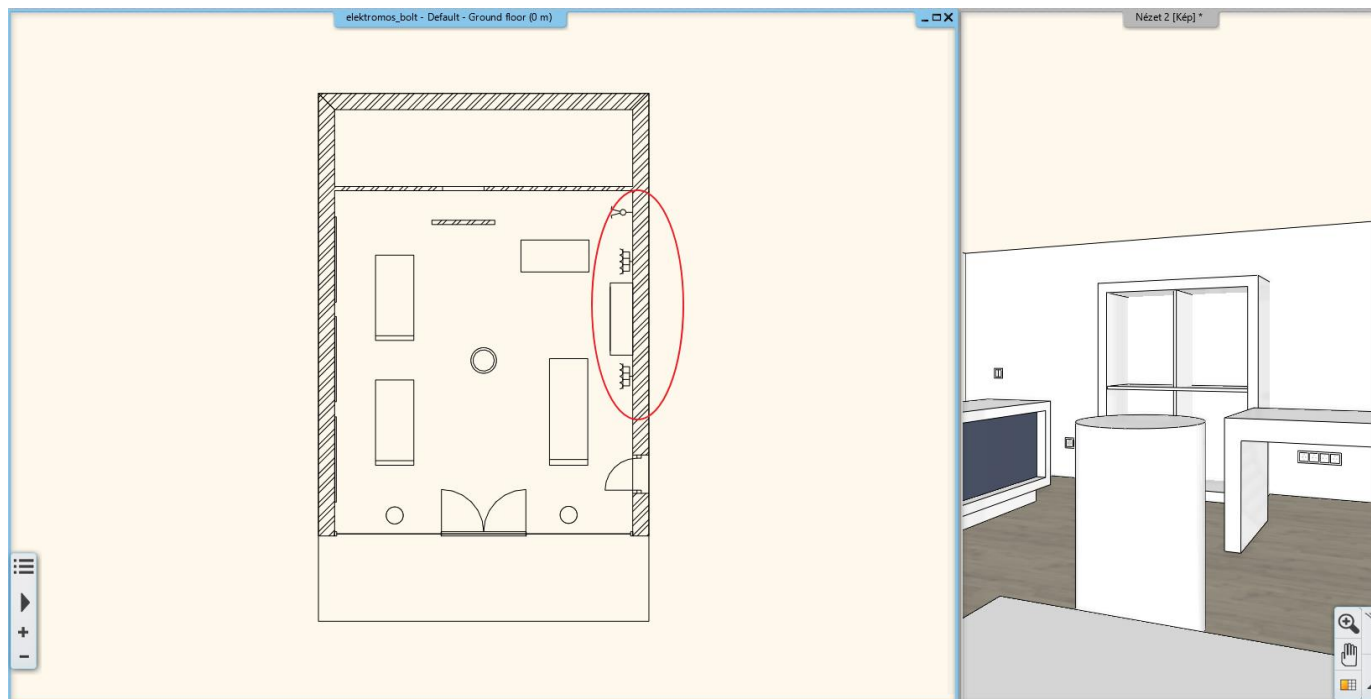 elektromos_bolt - Default - Ground floor (0 m)
Nézet 2 [Kép] *